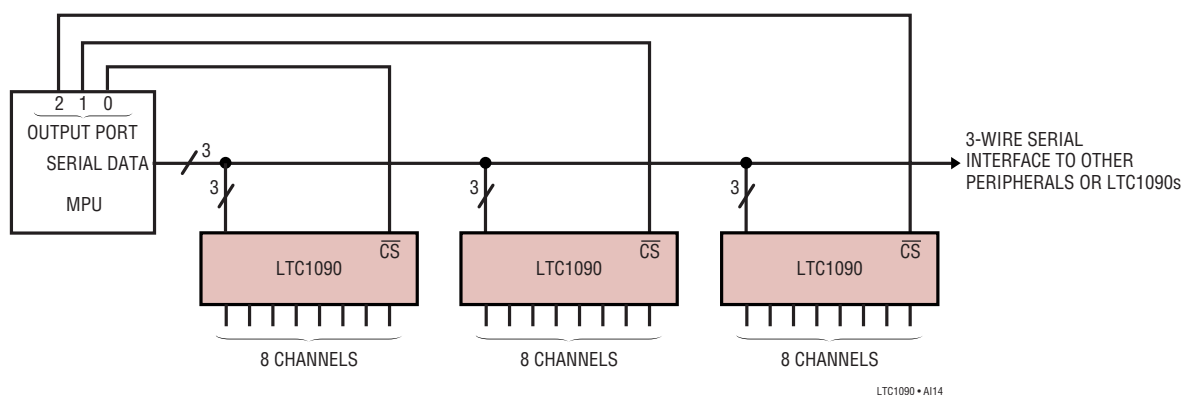 2 1 0
OUTPUT PORT
SERIAL DATA
MPU
3
3
3
3
3-WIRE SERIAL
INTERFACE TO OTHER
PERIPHERALS OR LTC1090s
CS
LTC1090
CS
LTC1090
CS
LTC1090
8 CHANNELS
8 CHANNELS
8 CHANNELS
LTC1090 • AI14